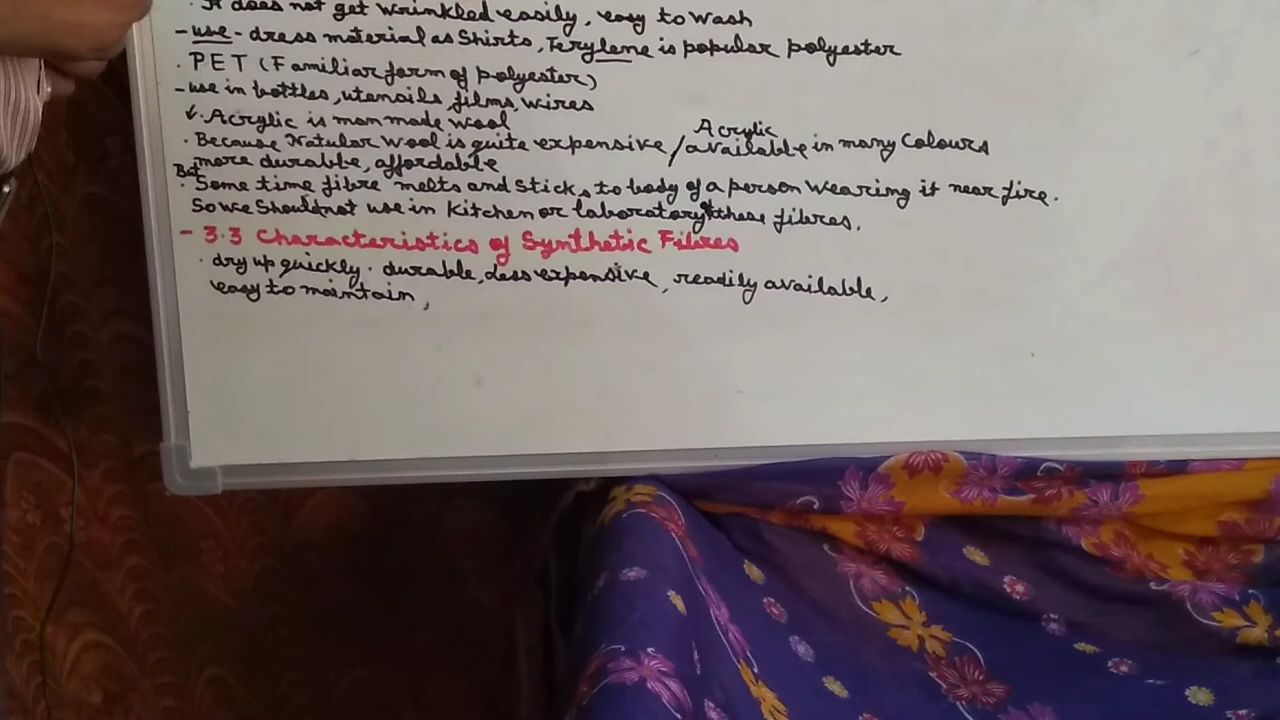 · It does not get wrinkled easily, easy to wash
- use - dress material as Shirts, Terylene is popular polyester
· PET (Familiar form of polyester)
- use in bottles, utensils, films, wires
✓· Acrylic is man made wool
· Because Natular wool is quite expensive / Acrylic available in many Colours
more durable, affordable
But
· Some time fibre melts and sticks to body of a person wearing it near fire.
So we Should not use in Kitchen or laboratory these fibres.
- 3.3 Characteristics of Synthetic Fibres
· dry up quickly · durable, Less expensive, readily available,
easy to maintain,